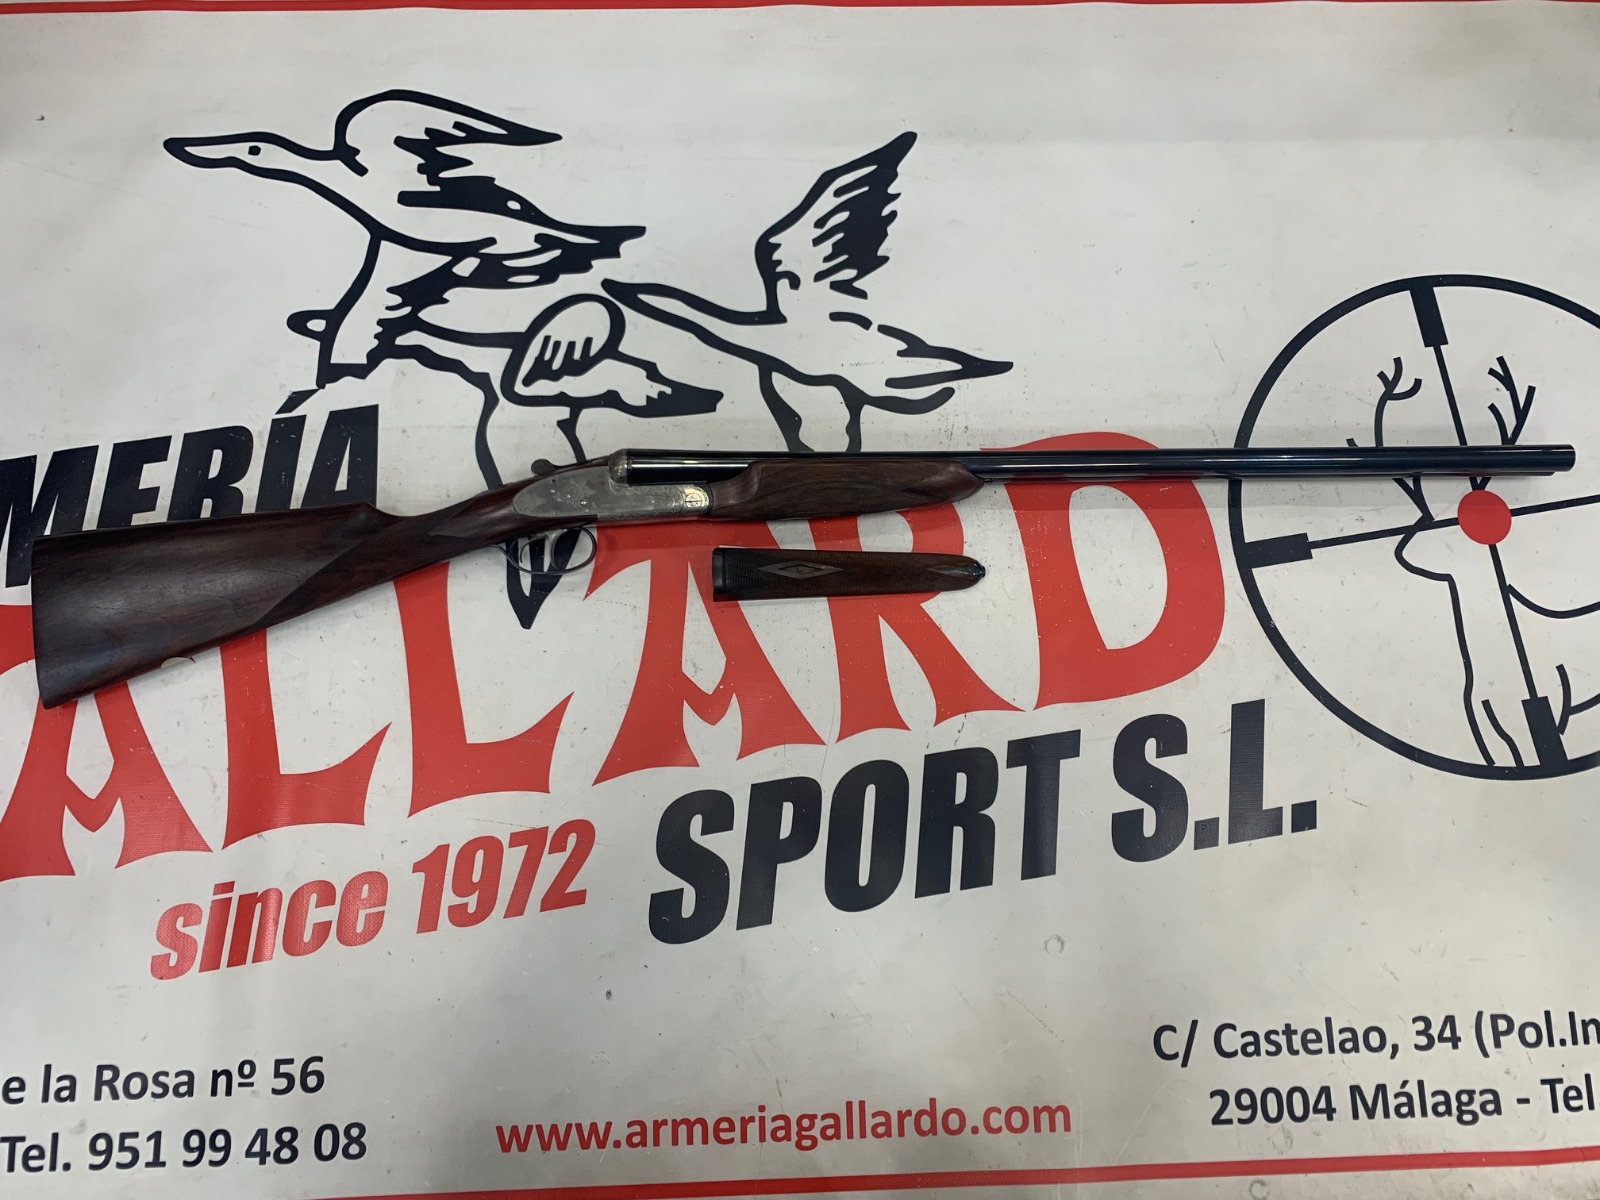 MERÍA
ALLARDO
SPORT S.L.
since 1972
e la Rosa nº 56
Tel. 951 99 48 08
www.armeriagallardo.com
C/ Castelao, 34 (Pol.In
29004 Málaga - Tel.